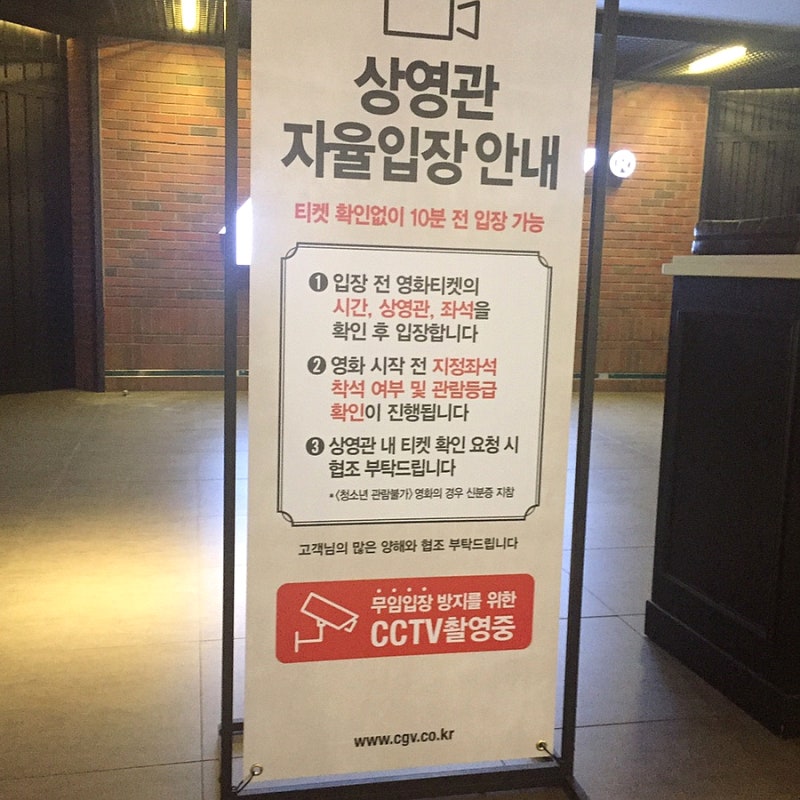 상영관
자율입장 안내
티켓 확인없이 10분 전 입장 가능
1 입장 전 영화티켓의
시간, 상영관, 좌석을
확인 후 입장합니다
2 영화 시작 전 지정좌석
착석 여부 및 관람등급
확인이 진행됩니다
3 상영관 내 티켓 확인 요청 시
협조 부탁드립니다
*<청소년 관람불가> 영화의 경우 신분증 지참
고객님의 많은 양해와 협조 부탁드립니다
무임입장 방지를 위한
CCTV촬영중
www.cgv.co.kr